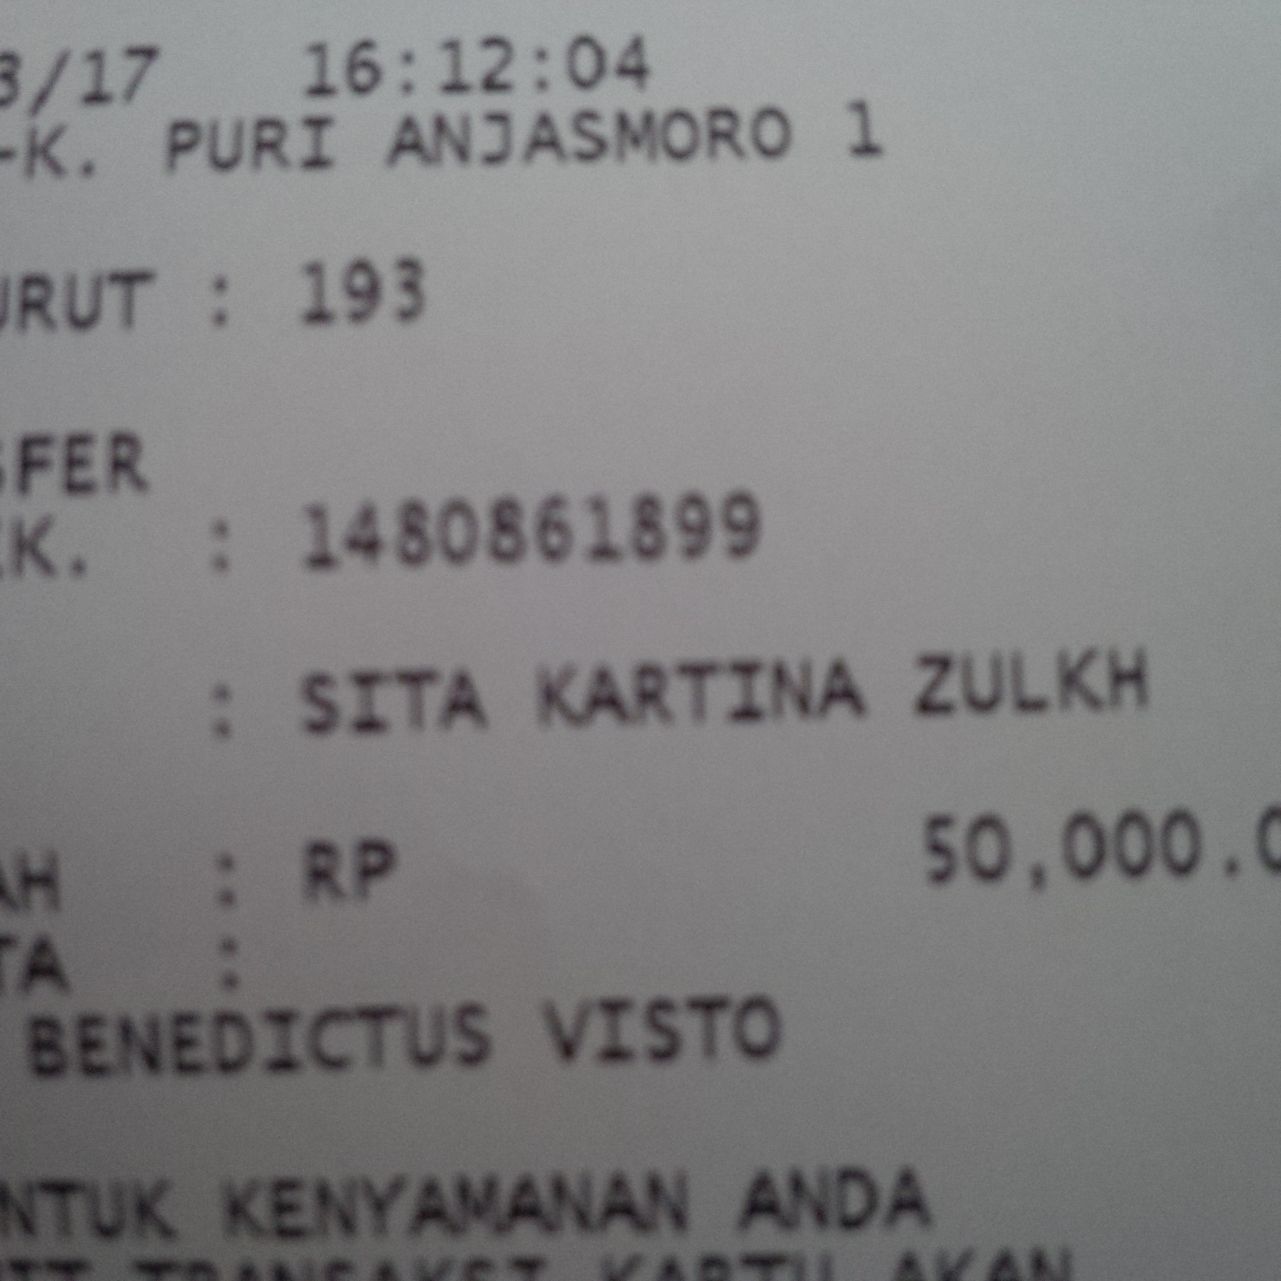 3/17 16:12:04
-K. PURI ANJASMORO 1
URUT : 193
SFER
K. : 1480861899
: SITA KARTINA ZULKH
RP 50,000.0
AH : 
TA :
BENEDICTUS VISTO
NTUK KENYAMANAN ANDA
TRANSAKSI KARTU AKAN